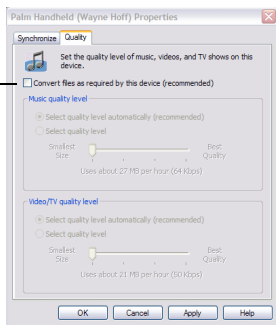 Palm Handheld (Wayne Hoff) Properties
Synchronize Quality
Set the quality level of music, videos, and TV shows on this
device.
Convert files as required by this device (recommended)
Music quality level
Select quality level automatically (recommended)
Select quality level
Smallest Best
Size Quality
Uses about 27 MB per hour (64 Kbps)
Video/TV quality level
Select quality level automatically (recommended)
Select quality level
Smallest Best
Size Quality
Uses about 21 MB per hour (50 Kbps)
OK Cancel Apply Help